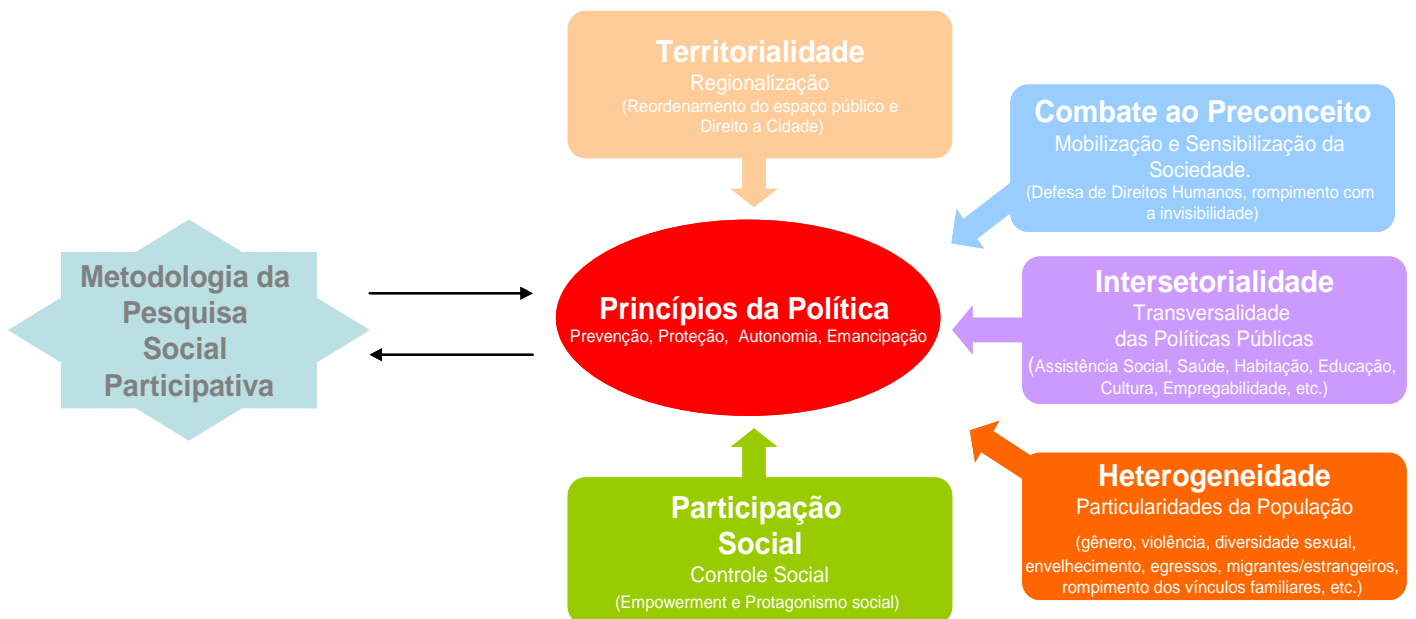 Territorialidade
Regionalização
(Reordenamento do espaço público e
Direito a Cidade)
Combate ao Preconceito
Mobilização e Sensibilização da
Sociedade.
(Defesa de Direitos Humanos, rompimento com
a invisibilidade)
Metodologia da
Pesquisa
Social
Participativa
Princípios da Política
Prevenção, Proteção, Autonomia, Emancipação
Intersetorialidade
Transversalidade
das Políticas Públicas
(Assistência Social, Saúde, Habitação, Educação,
Cultura, Empregabilidade, etc.)
Participação
Social
Controle Social
(Empowerment e Protagonismo social)
Heterogeneidade
Particularidades da População
(gênero, violência, diversidade sexual,
envelhecimento, egressos, migrantes/estrangeiros,
rompimento dos vínculos familiares, etc.)